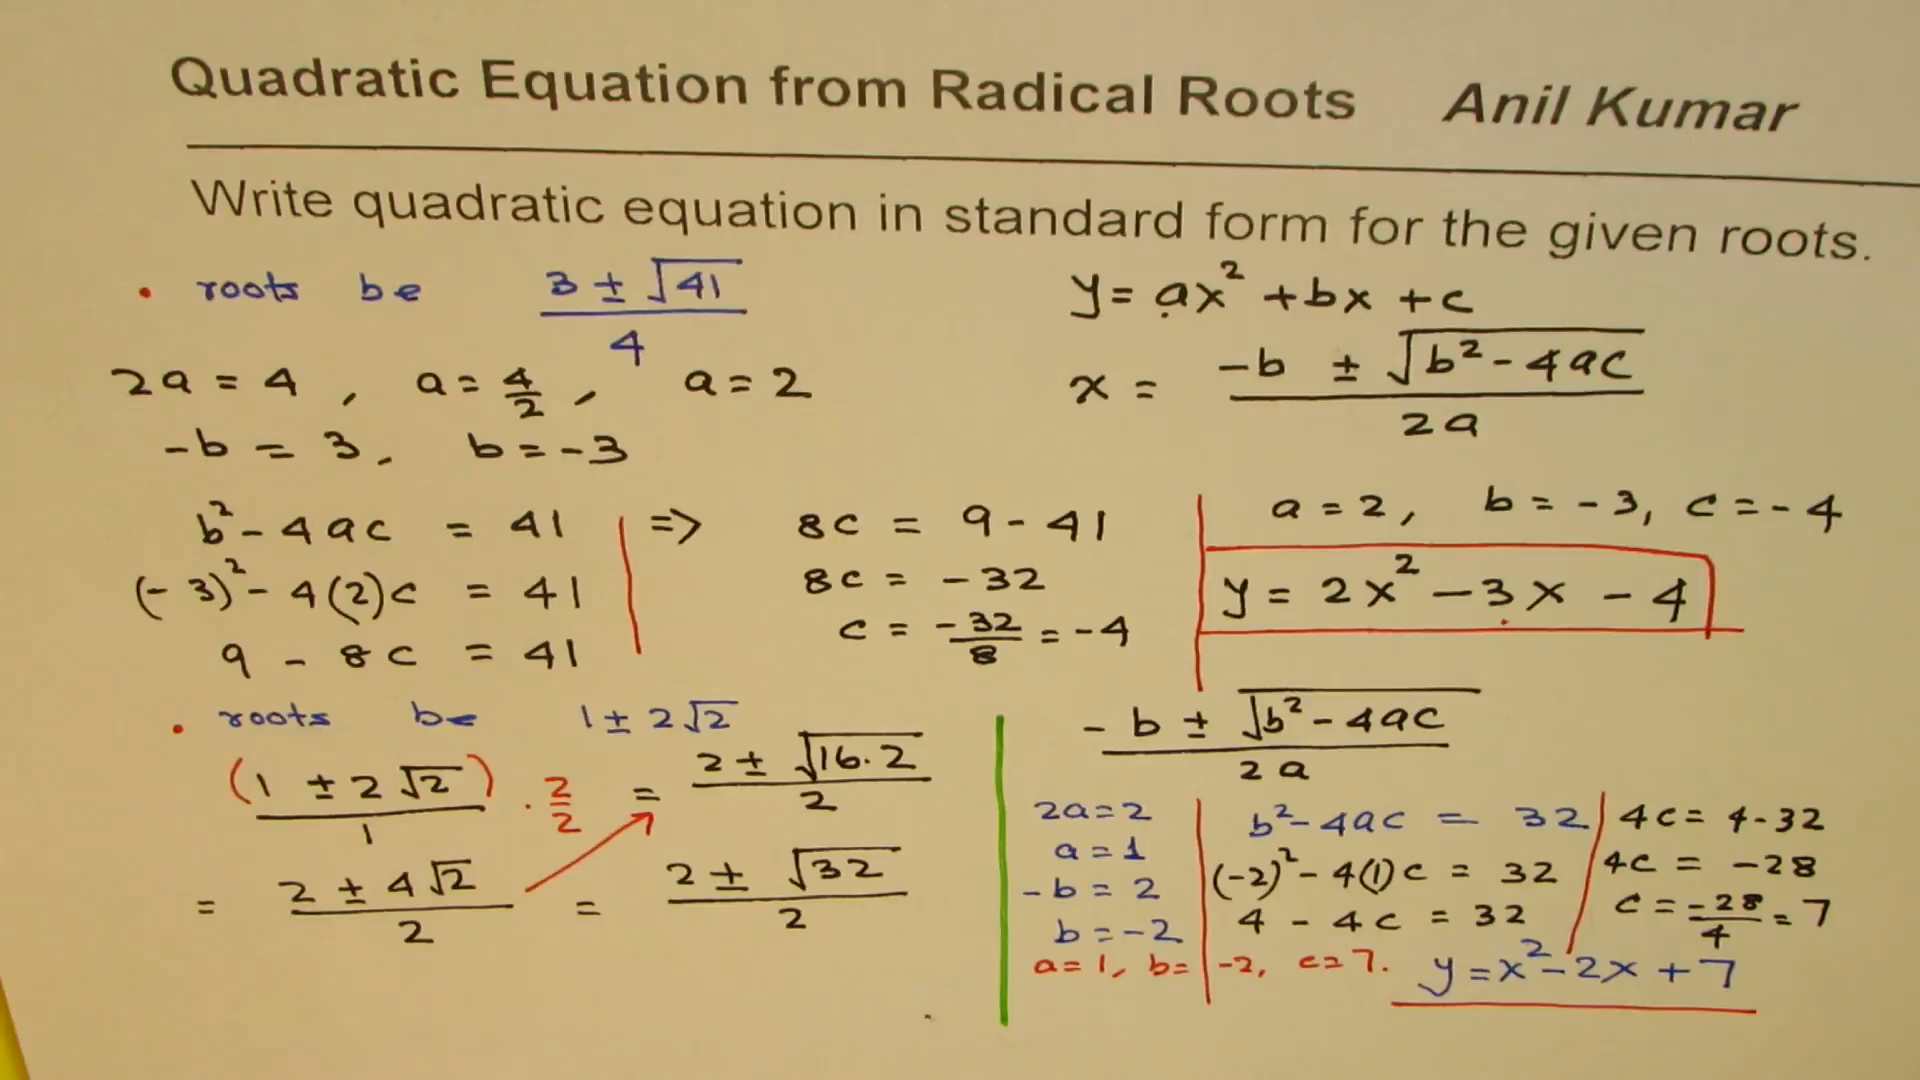 Quadratic Equation from Radical Roots Anil Kumar
Write quadratic equation in standard form for the given roots.
• roots be (3 ± √41)/4
2a = 4, a = 4/2, a = 2
-b = 3, b = -3
b² - 4ac = 41
(-3)² - 4(2)c = 41
9 - 8c = 41
=> 8c = 9 - 41
8c = -32
c = -32/8 = -4
y = ax² + bx + c
x = (-b ± √(b² - 4ac))/2a
a = 2, b = -3, c = -4
y = 2x² - 3x - 4
• roots be 1 ± 2√2
(1 ± 2√2)/1 · 2/2 = (2 ± √(16·2))/2
= (2 ± 4√2)/2 = (2 ± √32)/2
(-b ± √(b² - 4ac))/2a
2a = 2
a = 1
-b = 2
b = -2
b² - 4ac = 32
(-2)² - 4(1)c = 32
4 - 4c = 32
4c = 4 - 32
4c = -28
c = -28/4 = 7
a = 1, b = -2, c = 7.
y = x² - 2x + 7